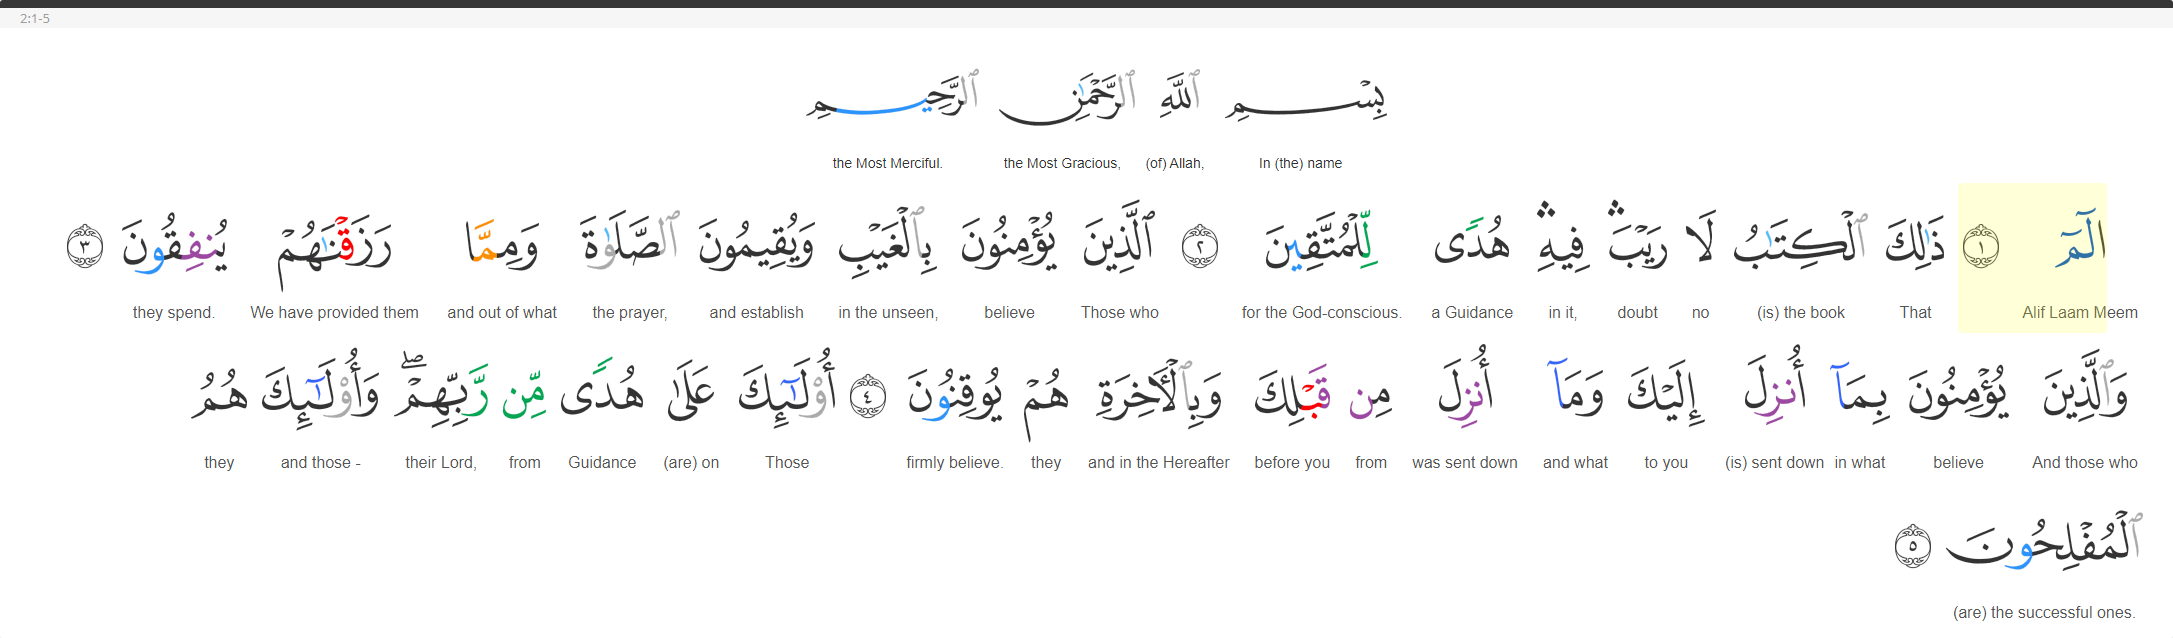 2:1-5
بِسْمِ ٱللَّهِ ٱلرَّحْمَٰنِ ٱلرَّحِيمِ
In (the) name (of) Allah, the Most Gracious, the Most Merciful.
الٓمٓ ١ ذَٰلِكَ ٱلْكِتَٰبُ لَا رَيْبَ ۛ فِيهِ ۛ هُدًى لِّلْمُتَّقِينَ ٢ ٱلَّذِينَ يُؤْمِنُونَ بِٱلْغَيْبِ وَيُقِيمُونَ ٱلصَّلَوٰةَ وَمِمَّا رَزَقْنَٰهُمْ يُنفِقُونَ ٣
Alif Laam Meem That (is) the book no doubt in it, a Guidance for the God-conscious. Those who believe in the unseen, and establish the prayer, and out of what We have provided them they spend.
وَٱلَّذِينَ يُؤْمِنُونَ بِمَآ أُنزِلَ إِلَيْكَ وَمَآ أُنزِلَ مِن قَبْلِكَ وَبِٱلْأَخِرَةِ هُمْ يُوقِنُونَ ٤ أُو۟لَٰٓئِكَ عَلَىٰ هُدًى مِّن رَّبِّهِمْ ۖ وَأُو۟لَٰٓئِكَ هُمُ
And those who believe in what (is) sent down to you and what was sent down from before you and in the Hereafter they firmly believe. Those (are) on Guidance from their Lord, and those - they
ٱلْمُفْلِحُونَ ٥
(are) the successful ones.